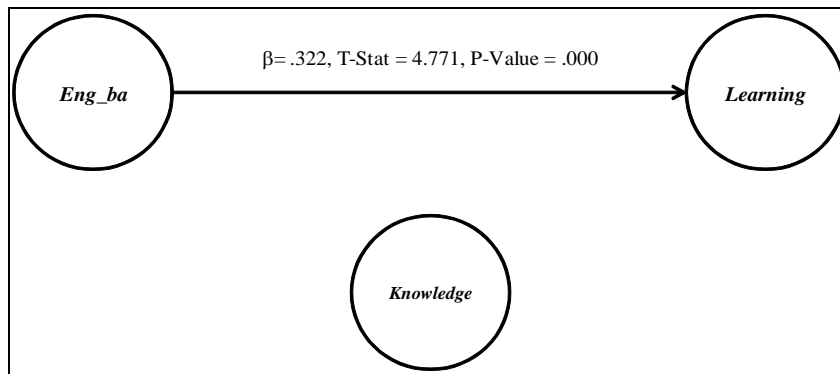 β= .322, T-Stat = 4.771, P-Value = .000
Eng_ba
Learning
Knowledge